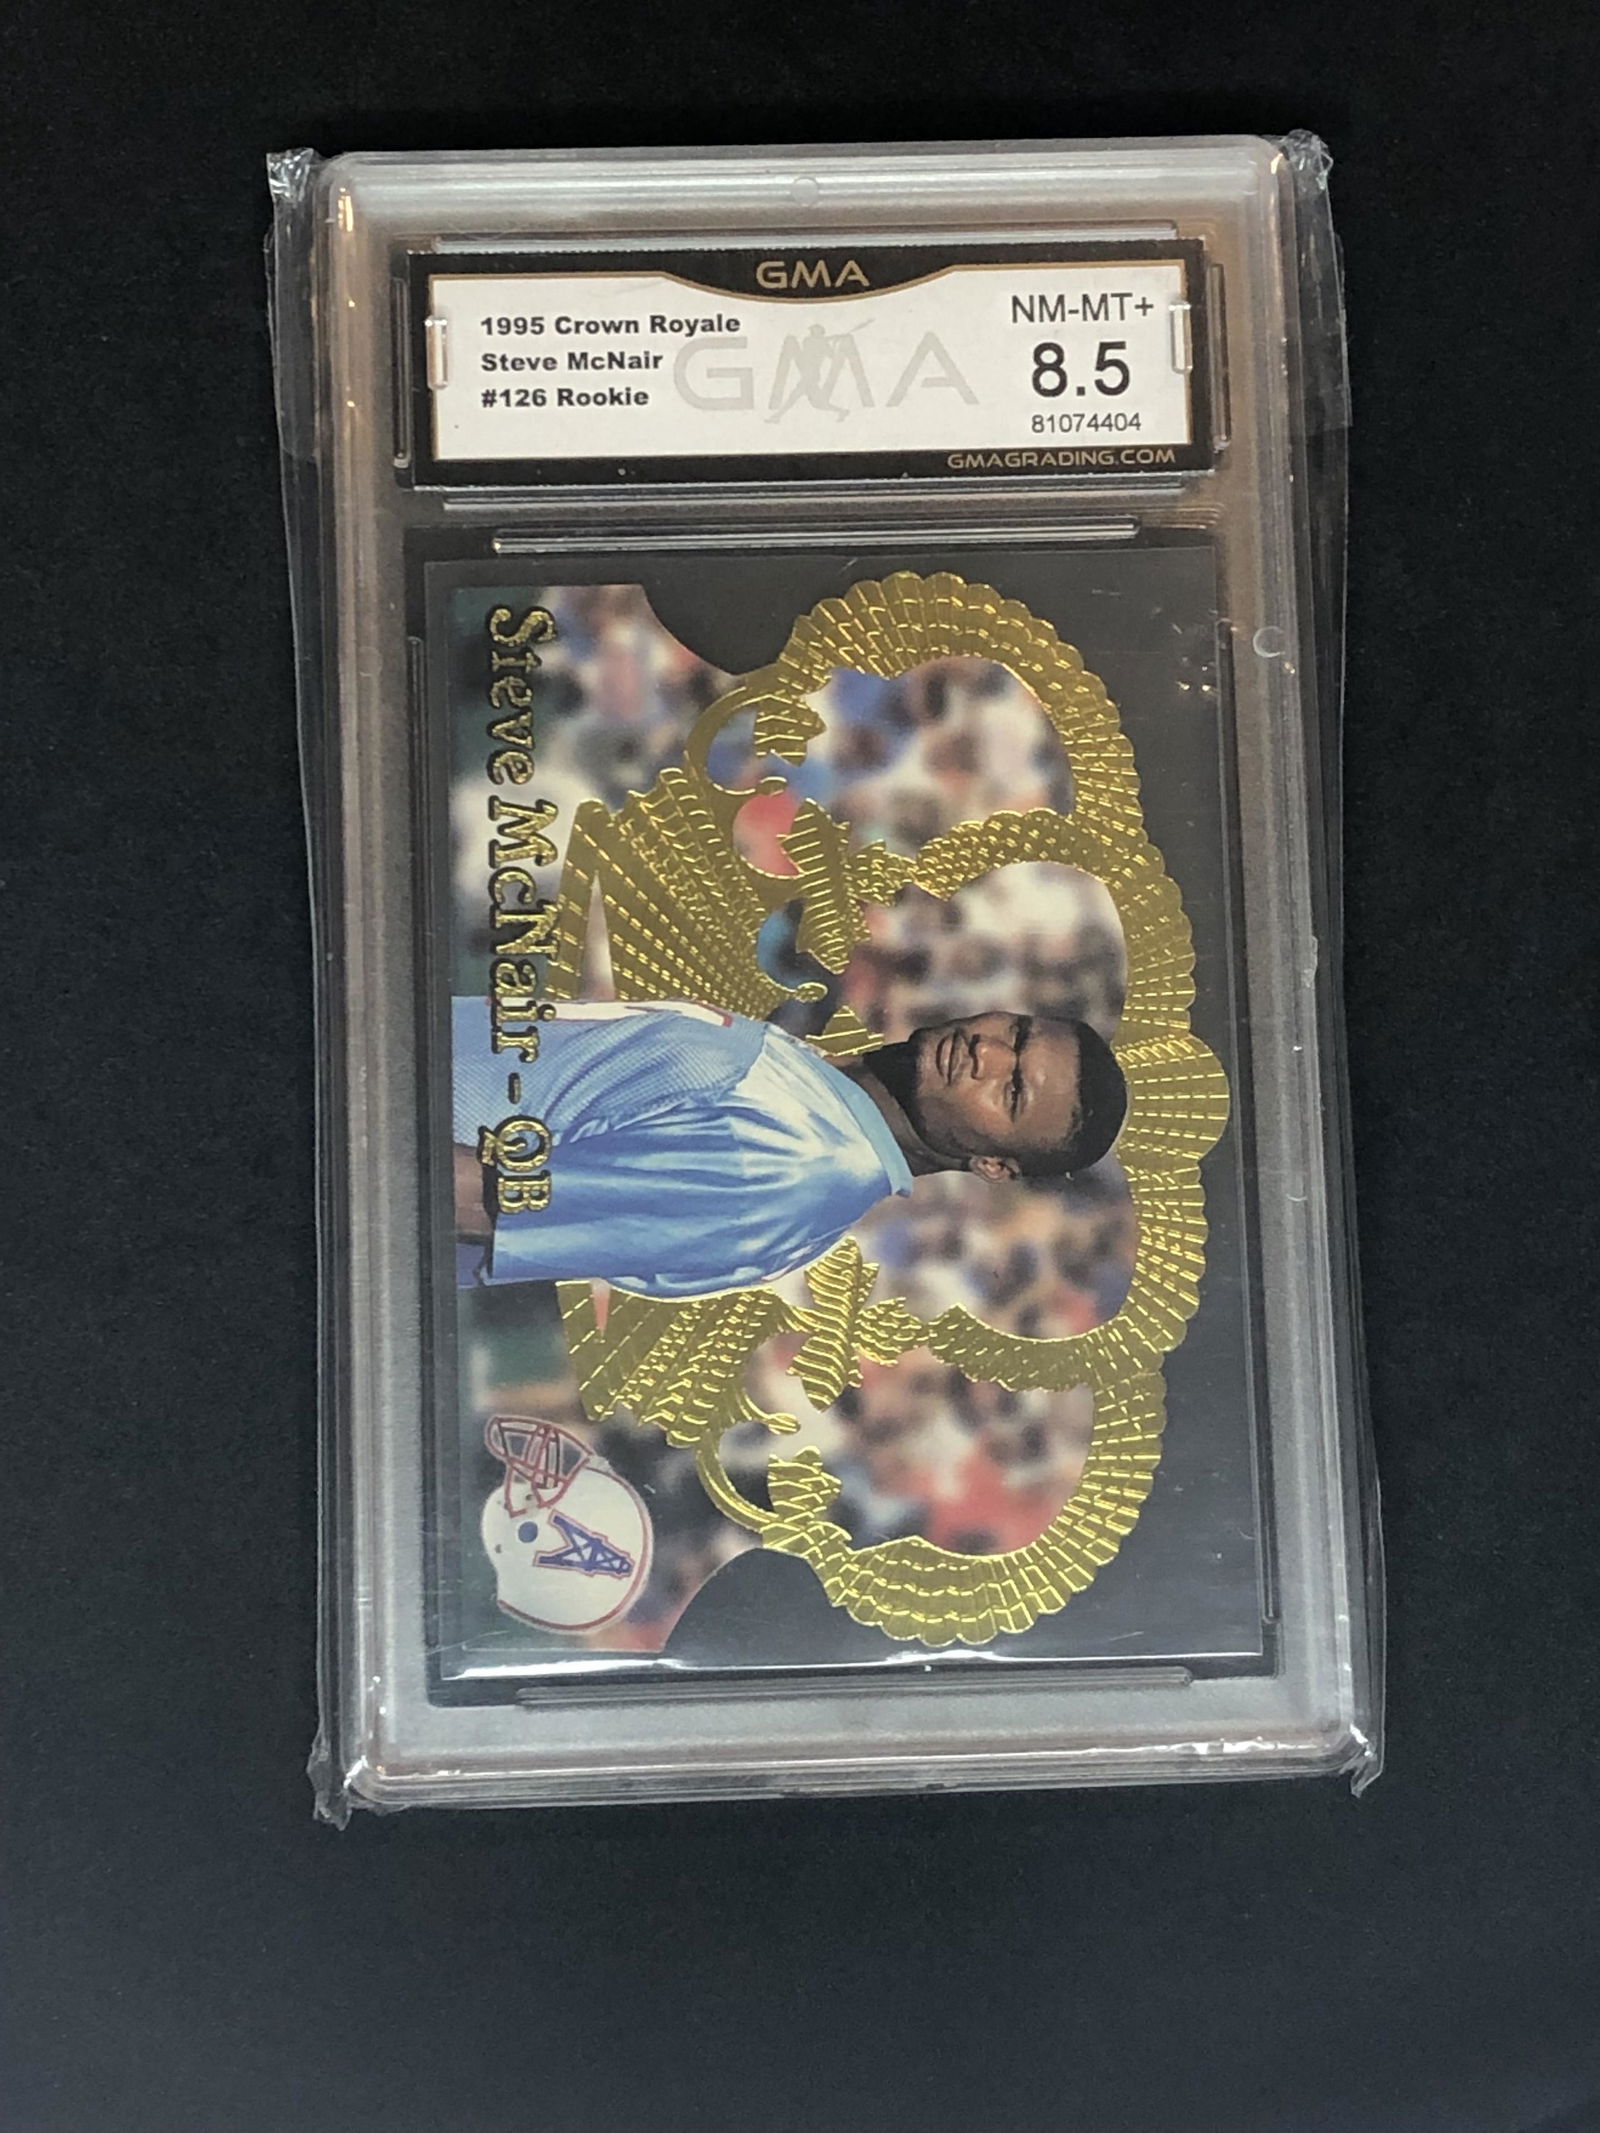 GMA
1995 Crown Royale
Steve McNair
#126 Rookie
GMA
NM-MT+
8.5
81074404
GMAGRADING.COM
Steve McNair - QB